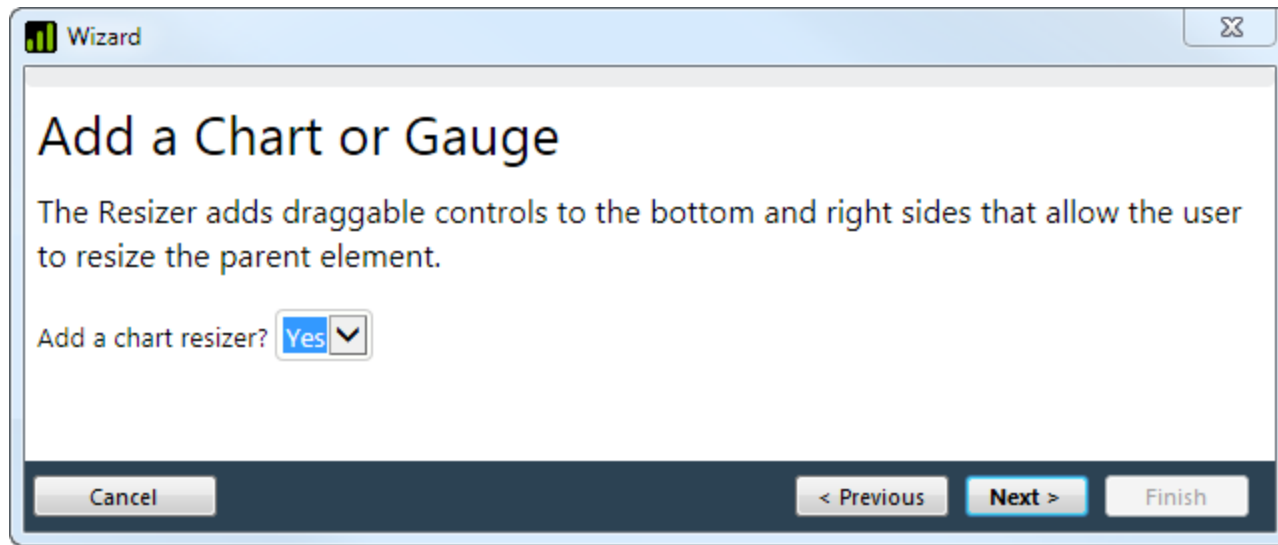 Wizard
Add a Chart or Gauge
The Resizer adds draggable controls to the bottom and right sides that allow the user
to resize the parent element.
Add a chart resizer? Yes
Cancel < Previous Next > Finish